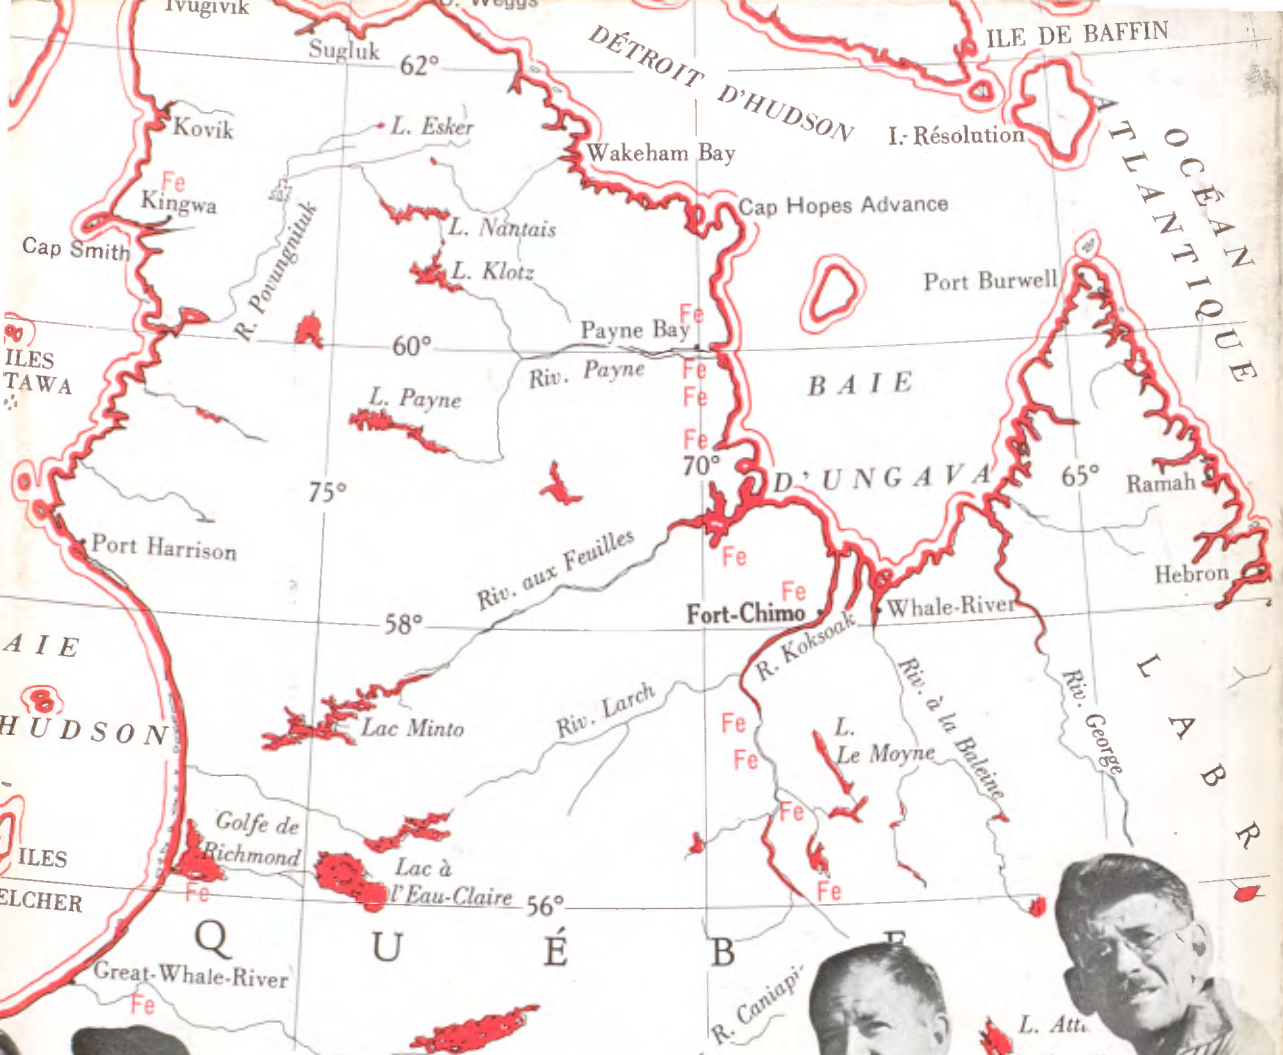 Ivugivik
Sugluk
62°
DÉTROIT D'HUDSON
ILE DE BAFFIN
Kovik
L. Esker
Wakeham Bay
I. Résolution
OCÉAN
ATLANTIQUE
Fe
Kingwa
Cap Smith
R. Povungnituk
L. Nantais
L. Klotz
Cap Hopes Advance
Port Burwell
Fe
Payne Bay
ILES
TAWA
60°
Riv. Payne
Fe
BAIE
L. Payne
Fe
Fe
70°
D'UNGAVA
65°
Ramah
75°
Port Harrison
Riv. aux Feuilles
Fe
Hebron
Fe
Fort-Chimo
Whale-River
58°
R. Koksoak
AIE
HUDSON
Lac Minto
Riv. Larch
Fe
L.
Le Moyne
Riv. à la Baleine
Riv. George
LABR
Fe
Fe
Golfe de
Richmond
Lac à
l'Eau-Claire
ILES
ELCHER
Fe
56°
Fe
QUÉBE
Great-Whale-River
Fe
R. Caniapi-
L. Atti